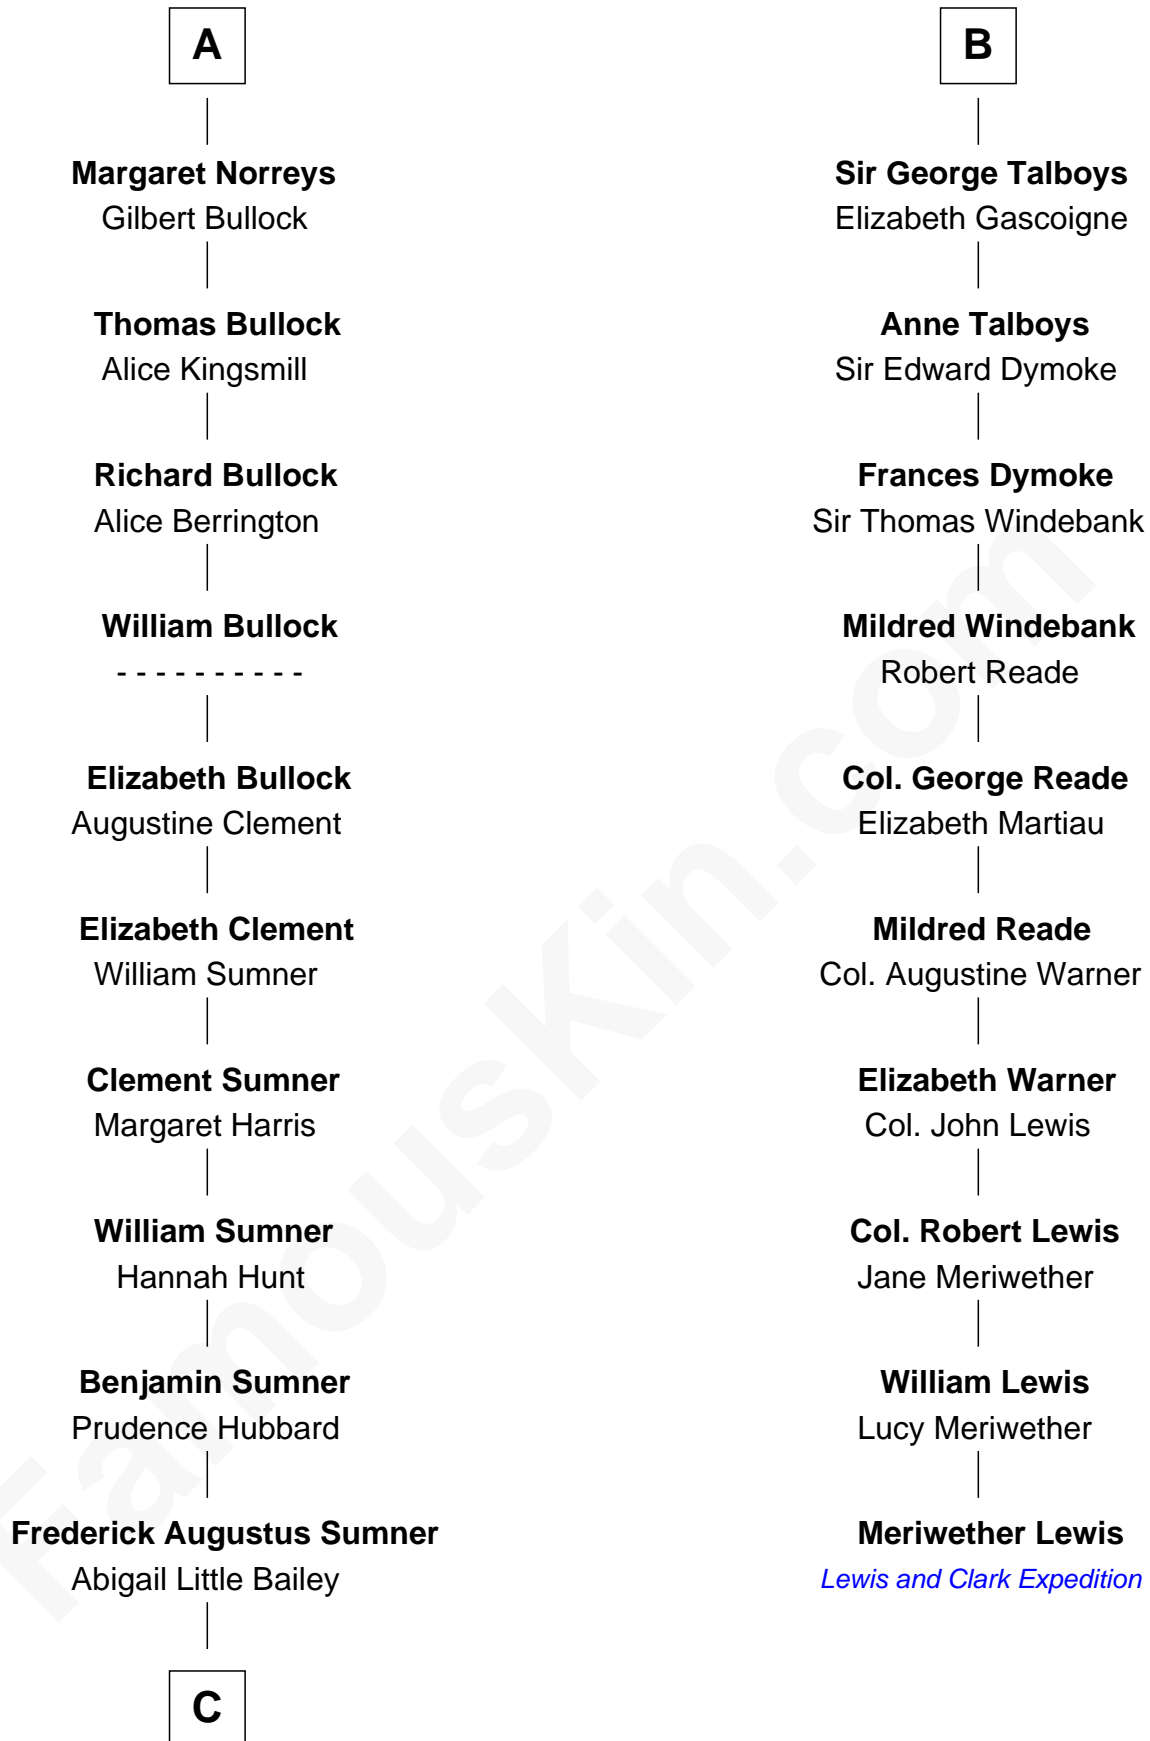 A
Margaret Norreys
Gilbert Bullock
Thomas Bullock
Alice Kingsmill
Richard Bullock
Alice Berrington
William Bullock
- - - - - - - - - -
Elizabeth Bullock
Augustine Clement
Elizabeth Clement
William Sumner
Clement Sumner
Margaret Harris
William Sumner
Hannah Hunt
Benjamin Sumner
Prudence Hubbard
Frederick Augustus Sumner
Abigail Little Bailey
C
B
Sir George Talboys
Elizabeth Gascoigne
Anne Talboys
Sir Edward Dymoke
Frances Dymoke
Sir Thomas Windebank
Mildred Windebank
Robert Reade
Col. George Reade
Elizabeth Martiau
Mildred Reade
Col. Augustine Warner
Elizabeth Warner
Col. John Lewis
Col. Robert Lewis
Jane Meriwether
William Lewis
Lucy Meriwether
Meriwether Lewis
Lewis and Clark Expedition
FamousKin.com